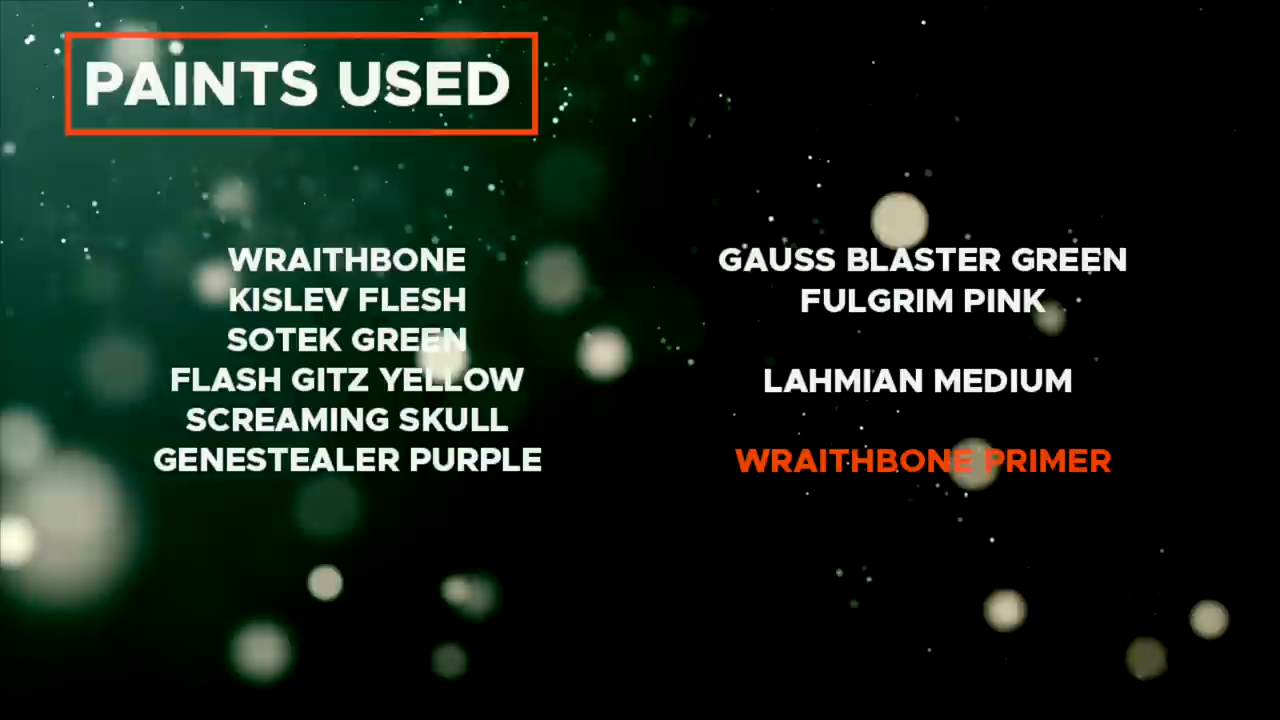 PAINTS USED
WRAITHBONE
KISLEV FLESH
SOTEK GREEN
FLASH GITZ YELLOW
SCREAMING SKULL
GENESTEALER PURPLE
GAUSS BLASTER GREEN
FULGRIM PINK
LAHMIAN MEDIUM
WRAITHBONE PRIMER